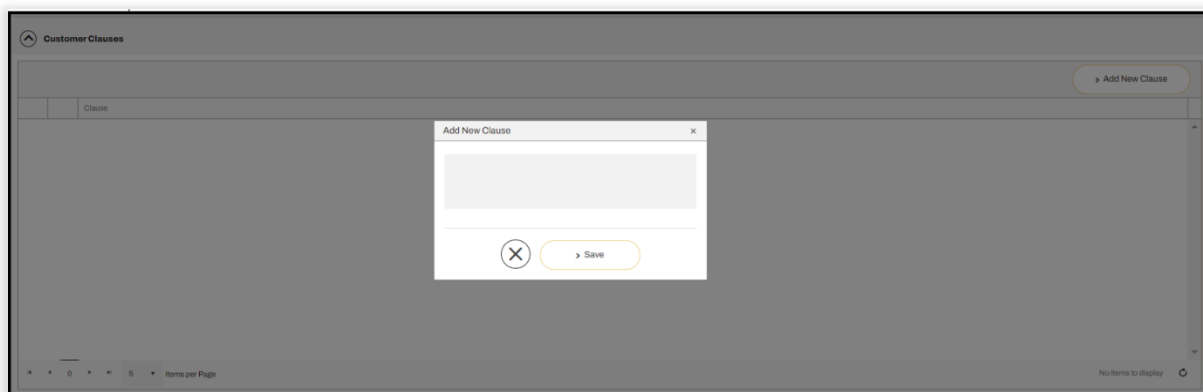 Customer Clauses
Add New Clause
Clause
Add New Clause
Save
0 5 Items per Page No items to display